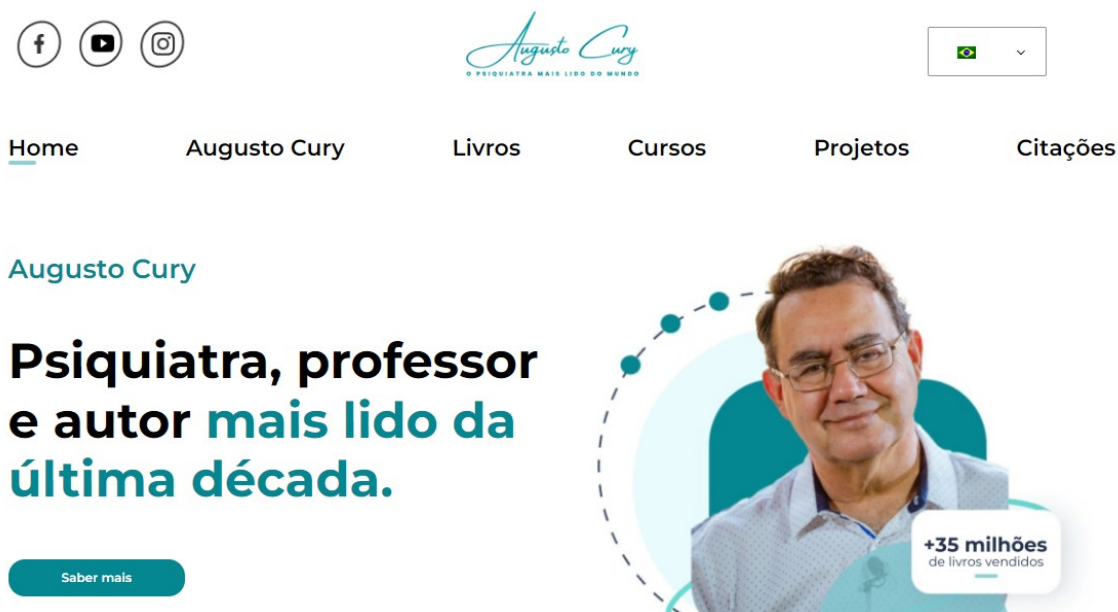 Augusto Cury
O PSIQUIATRA MAIS LIDO DO MUNDO
Home
Augusto Cury
Livros
Cursos
Projetos
Citações
Augusto Cury
Psiquiatra, professor
e autor mais lido da
última década.
Saber mais
+35 milhões
de livros vendidos